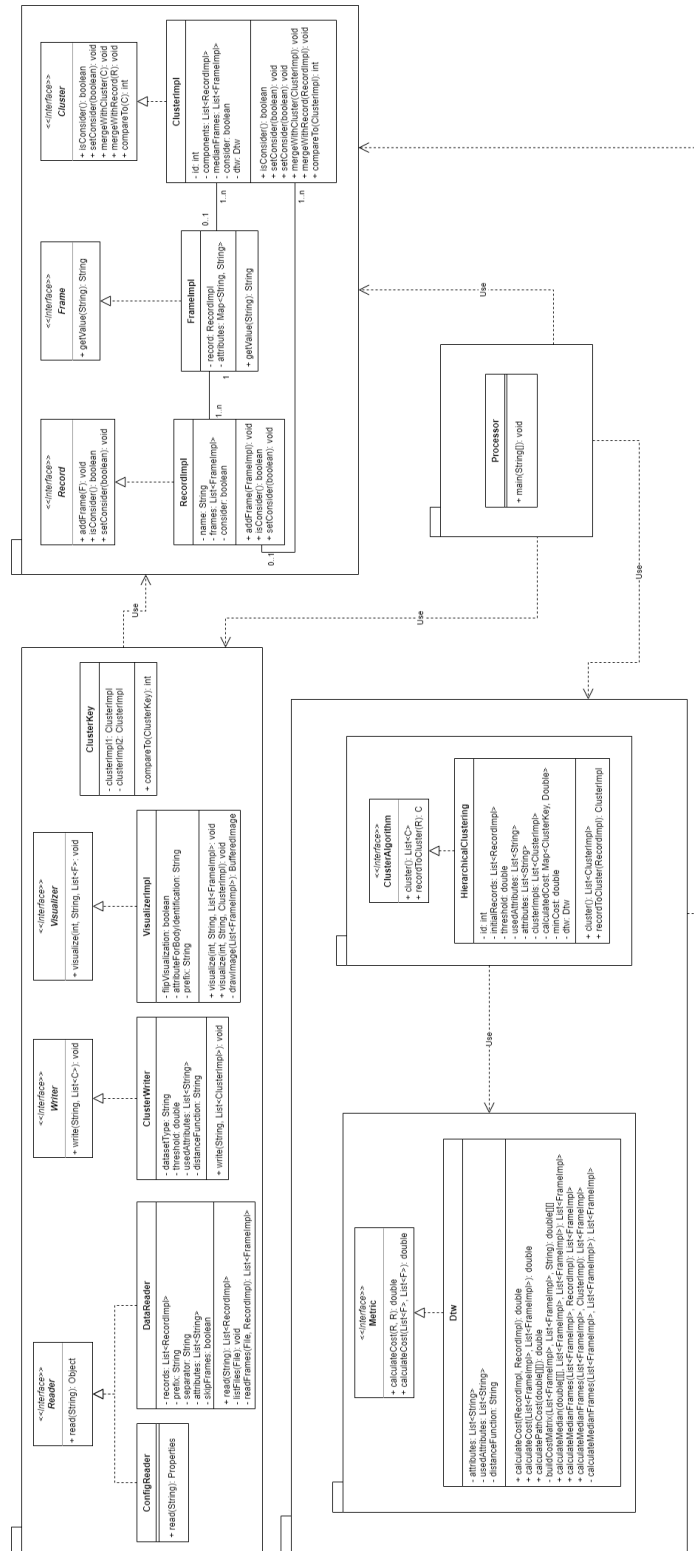 <<Interface>>
Reader
+ read(String): Object
ConfigReader
+ read(String): Properties
DataReader
- records: List<RecordImpl>
- prefix: String
- separator: String
- attributes: List<String>
- skipFrames: boolean
+ read(String): List<RecordImpl>
- listFiles(File): void
- readFrames(File, RecordImpl): List<FrameImpl>
<<Interface>>
Writer
+ write(String, List<C>): void
ClusterWriter
- datasetType: String
- threshold: double
- usedAttributes: List<String>
- distanceFunction: String
+ write(String, List<ClusterImpl>): void
<<Interface>>
Visualizer
+ visualize(int, String, List<F>: void
VisualizerImpl
- flipVisualization: boolean
- attributeForBodyIdentification: String
- prefix: String
+ visualize(int, String, List<FrameImpl>: void
+ visualize(int, String, ClusterImpl): void
- drawImage(List<FrameImpl>): BufferedImage
ClusterKey
- clusterImpl1: ClusterImpl
- clusterImpl2: ClusterImpl
+ compareTo(ClusterKey): int
Use
<<Interface>>
Record
+ addFrame(F): void
+ isConsider(): boolean
+ setConsider(boolean): void
RecordImpl
- name: String
- frames: List<FrameImpl>
- consider: boolean
+ addFrame(FrameImpl): void
+ isConsider(): boolean
+ setConsider(boolean): void
0..1
1..n
1
<<Interface>>
Frame
+ getValue(String): String
FrameImpl
- record: RecordImpl
- attributes: Map<String, String>
+ getValue(String): String
0..1
1..n
<<Interface>>
Cluster
+ isConsider(): boolean
+ setConsider(boolean): void
+ mergeWithCluster(C): void
+ mergeWithRecord(R): void
+ compareTo(C): int
ClusterImpl
- id: int
- components: List<RecordImpl>
- medianFrames: List<FrameImpl>
- consider: boolean
- dtw: Dtw
+ isConsider(): boolean
+ setConsider(boolean): void
+ setConsider(boolean): void
+ mergeWithCluster(ClusterImpl): void
+ mergeWithRecord(RecordImpl): void
+ compareTo(ClusterImpl): int
1..n
Use
Processor
+ main(String[]): void
Use
Use
<<Interface>>
Metric
+ calculateCost(R, R): double
+ calculateCost(List<F>, List<F>): double
Dtw
- attributes: List<String>
- usedAttributes: List<String>
- distanceFunction: String
+ calculateCost(RecordImpl, RecordImpl): double
+ calculateCost(List<FrameImpl>, List<FrameImpl>): double
+ calculatePathCost(double[][]): double
- buildCostMatrix(List<FrameImpl>, List<FrameImpl>, String): double[][]
+ calculateMedian(double[][], List<FrameImpl>, List<FrameImpl>): List<FrameImpl>
+ calculateMedianFrames(List<FrameImpl>, RecordImpl): List<FrameImpl>
+ calculateMedianFrames(List<FrameImpl>, ClusterImpl): List<FrameImpl>
- calculateMedianFrames(List<FrameImpl>, List<FrameImpl>): List<FrameImpl>
Use
<<Interface>>
ClusterAlgorithm
+ cluster(): List<C>
+ recordToCluster(R): C
HierarchicalClustering
- id: int
- initialRecords: List<RecordImpl>
- threshold: double
- usedAttributes: List<String>
- attributes: List<String>
- clusterImpls: List<ClusterImpl>
- calculatedCost: Map<ClusterKey, Double>
- minCost: double
- dtw: Dtw
+ cluster(): List<ClusterImpl>
+ recordToCluster(RecordImpl): ClusterImpl